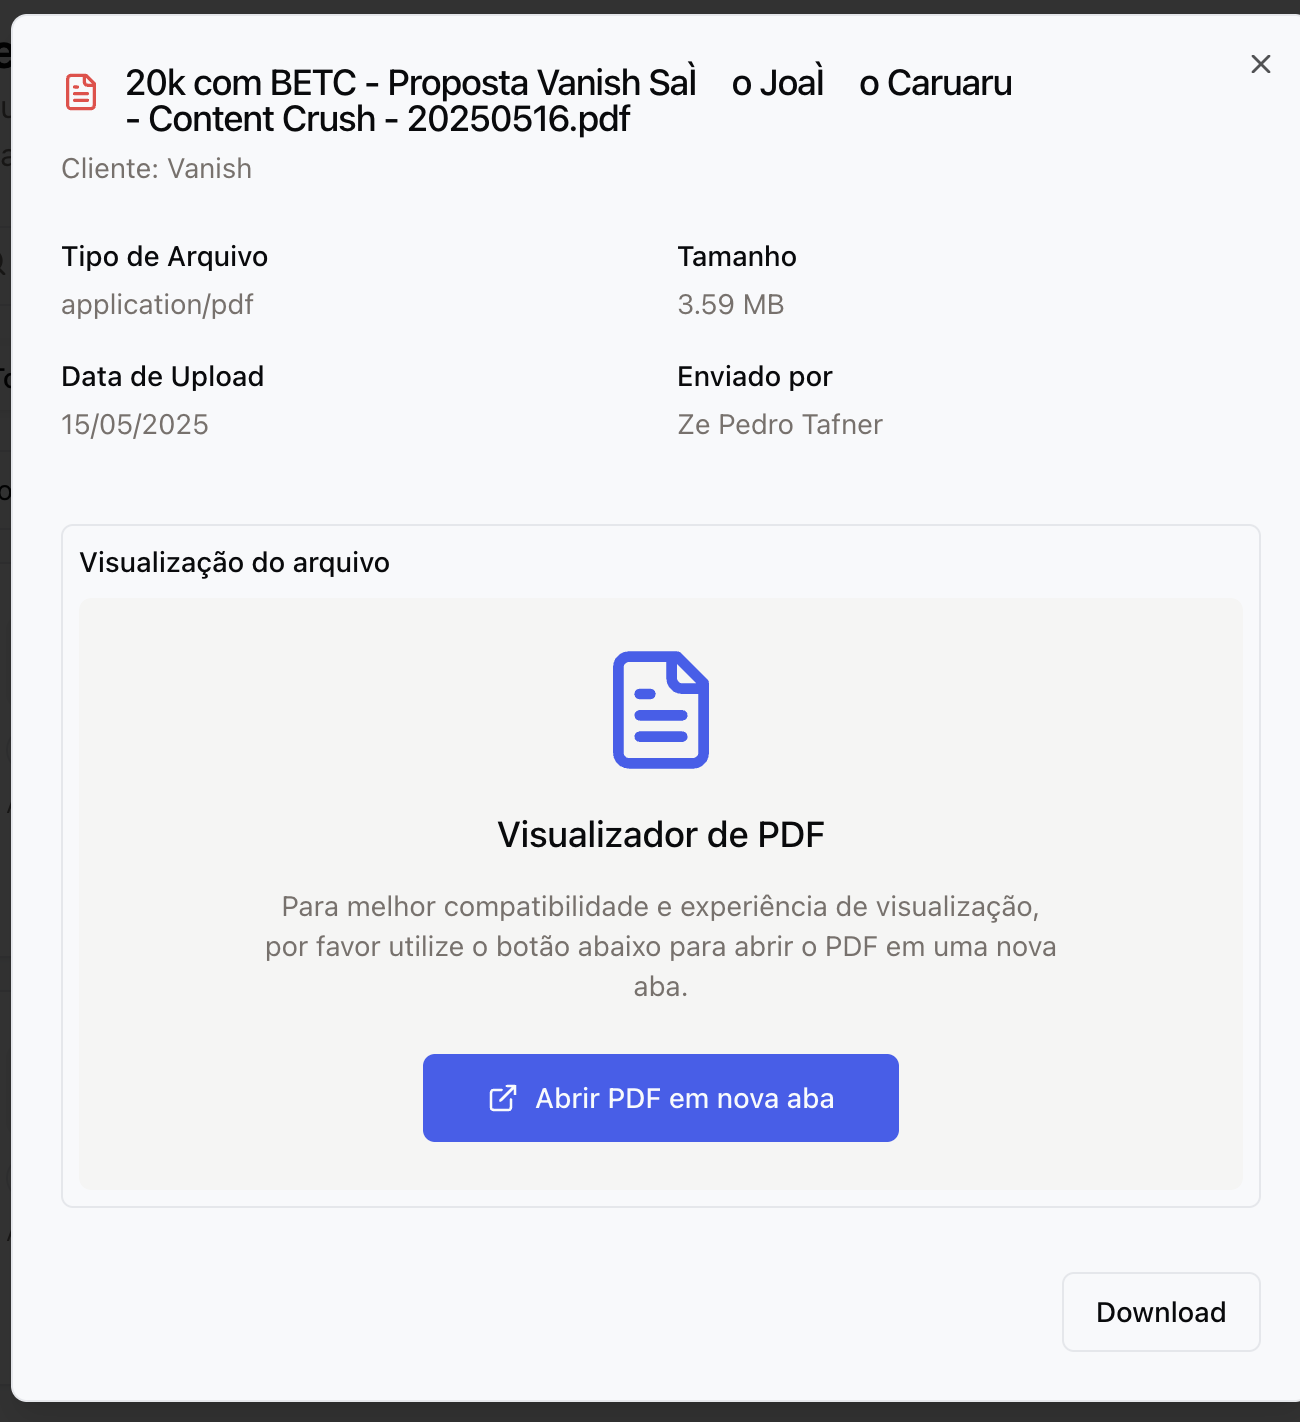 20k com BETC - Proposta Vanish SaÌ o JoaÌ o Caruaru
- Content Crush - 20250516.pdf
Cliente: Vanish
Tipo de Arquivo
Tamanho
application/pdf
3.59 MB
Data de Upload
Enviado por
15/05/2025
Ze Pedro Tafner
Visualização do arquivo
Visualizador de PDF
Para melhor compatibilidade e experiência de visualização,
por favor utilize o botão abaixo para abrir o PDF em uma nova
aba.
Abrir PDF em nova aba
Download